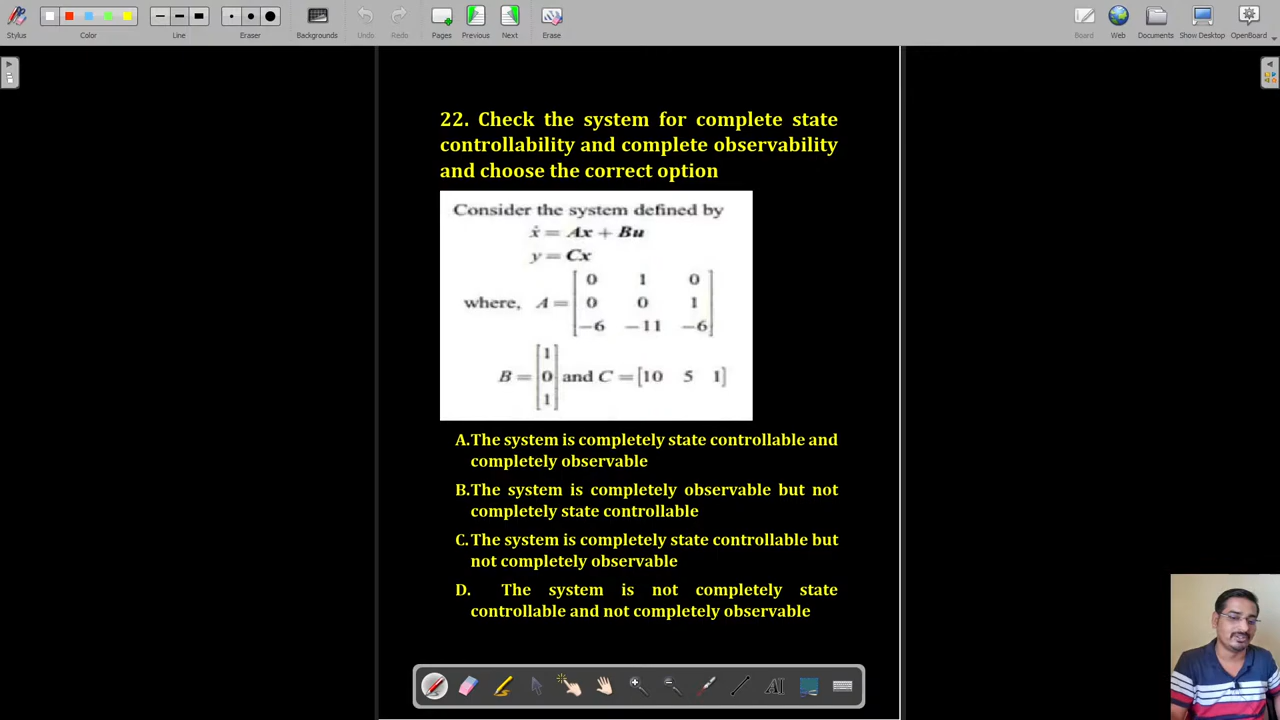 Stylus
Color
Line
Eraser
Backgrounds
Undo
Redo
Pages
Previous
Next
Erase
Board
Web
Documents
Show Desktop
OpenBoard
22. Check the system for complete state
controllability and complete observability
and choose the correct option
Consider the system defined by
ẋ = Ax + Bu
y = Cx
where, A = [0 1 0
0 0 1
−6 −11 −6]
B = [1 0 1] and C = [10 5 1]
A.The system is completely state controllable and
completely observable
B.The system is completely observable but not
completely state controllable
C.The system is completely state controllable but
not completely observable
D. The system is not completely state
controllable and not completely observable
AI